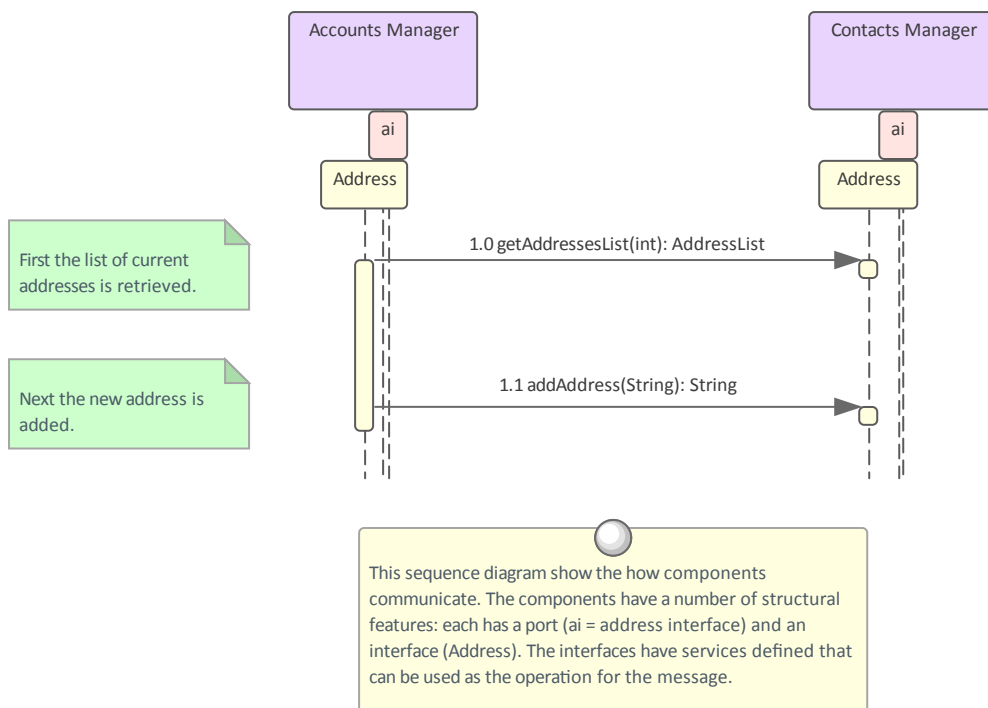 Accounts Manager
Contacts Manager
ai
ai
Address
Address
First the list of current
addresses is retrieved.
1.0 getAddressesList(int): AddressList
Next the new address is
added.
1.1 addAddress(String): String
This sequence diagram show the how components
communicate. The components have a number of structural
features: each has a port (ai = address interface) and an
interface (Address). The interfaces have services defined that
can be used as the operation for the message.